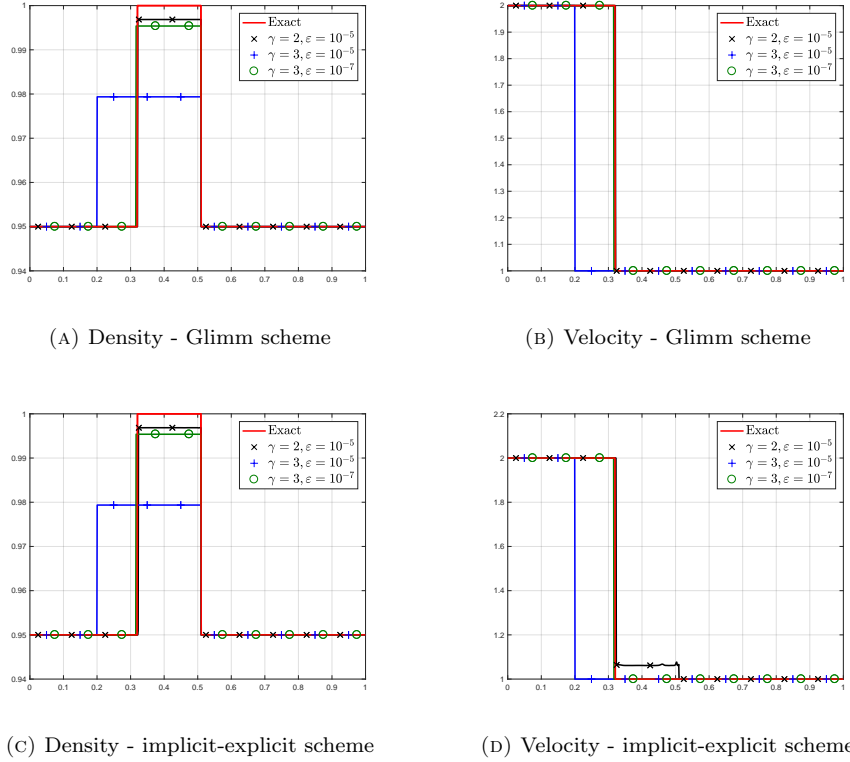 1
0.99
0.98
0.97
0.96
0.95
0.94
0 0.1 0.2 0.3 0.4 0.5 0.6 0.7 0.8 0.9 1
Exact
γ = 2, ε = 10⁻⁵
γ = 3, ε = 10⁻⁵
γ = 3, ε = 10⁻⁷
(A) Density - Glimm scheme
2
1.9
1.8
1.7
1.6
1.5
1.4
1.3
1.2
1.1
1
0 0.1 0.2 0.3 0.4 0.5 0.6 0.7 0.8 0.9 1
Exact
γ = 2, ε = 10⁻⁵
γ = 3, ε = 10⁻⁵
γ = 3, ε = 10⁻⁷
(B) Velocity - Glimm scheme
1
0.99
0.98
0.97
0.96
0.95
0.94
0 0.1 0.2 0.3 0.4 0.5 0.6 0.7 0.8 0.9 1
Exact
γ = 2, ε = 10⁻⁵
γ = 3, ε = 10⁻⁵
γ = 3, ε = 10⁻⁷
(C) Density - implicit-explicit scheme
2.2
2
1.8
1.6
1.4
1.2
1
0 0.1 0.2 0.3 0.4 0.5 0.6 0.7 0.8 0.9 1
Exact
γ = 2, ε = 10⁻⁵
γ = 3, ε = 10⁻⁵
γ = 3, ε = 10⁻⁷
(D) Velocity - implicit-explicit scheme